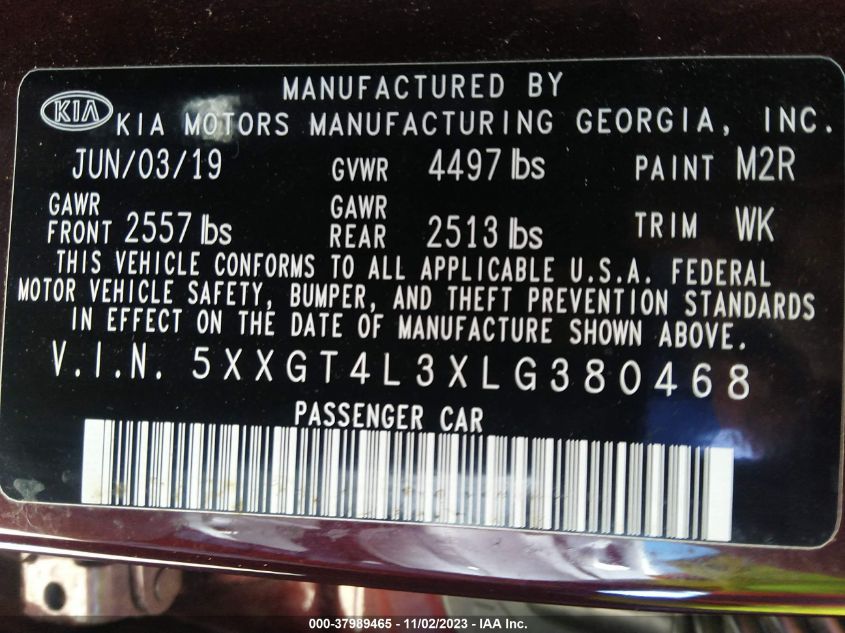 MANUFACTURED BY
KIA KIA MOTORS MANUFACTURING GEORGIA, INC.
JUN/03/19 GVWR 4497 lbs PAINT M2R
GAWR FRONT 2557 lbs GAWR REAR 2513 lbs TRIM WK
THIS VEHICLE CONFORMS TO ALL APPLICABLE U.S.A. FEDERAL
MOTOR VEHICLE SAFETY, BUMPER, AND THEFT PREVENTION STANDARDS
IN EFFECT ON THE DATE OF MANUFACTURE SHOWN ABOVE.
V.I.N. 5XXGT4L3XLG380468
PASSENGER CAR
000-37989465 - 11/02/2023 - IAA Inc.